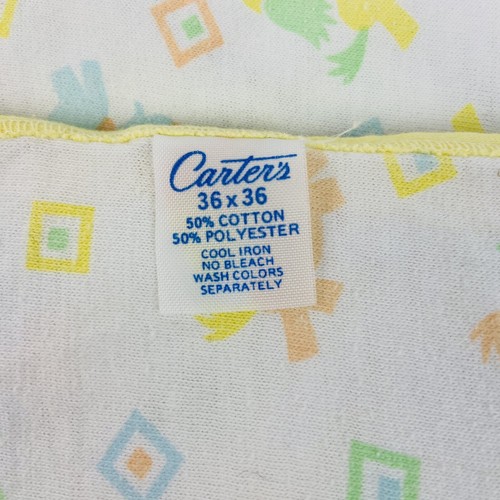 Carter's
36 x 36
50% COTTON
50% POLYESTER
COOL IRON
NO BLEACH
WASH COLORS
SEPARATELY